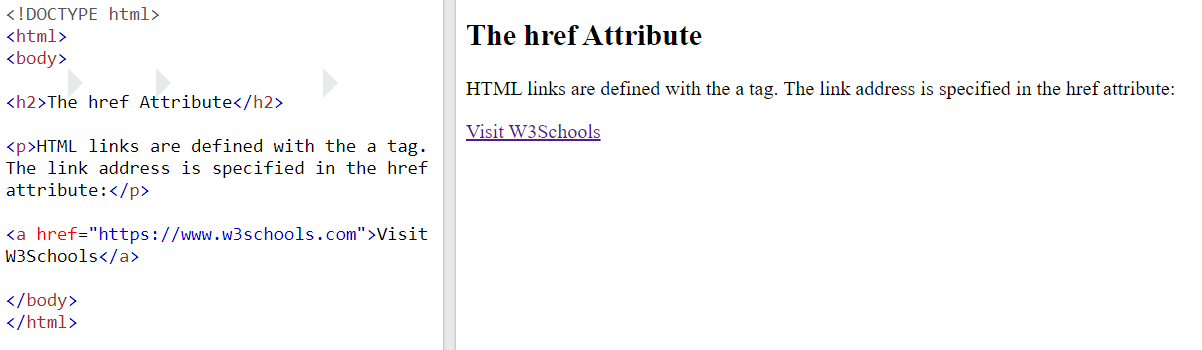 <!DOCTYPE html>
<html>
<body>
<h2>The href Attribute</h2>
<p>HTML links are defined with the a tag.
The link address is specified in the href
attribute:</p>
<a href="https://www.w3schools.com">Visit
W3Schools</a>
</body>
</html>
The href Attribute
HTML links are defined with the a tag. The link address is specified in the href attribute:
Visit W3Schools